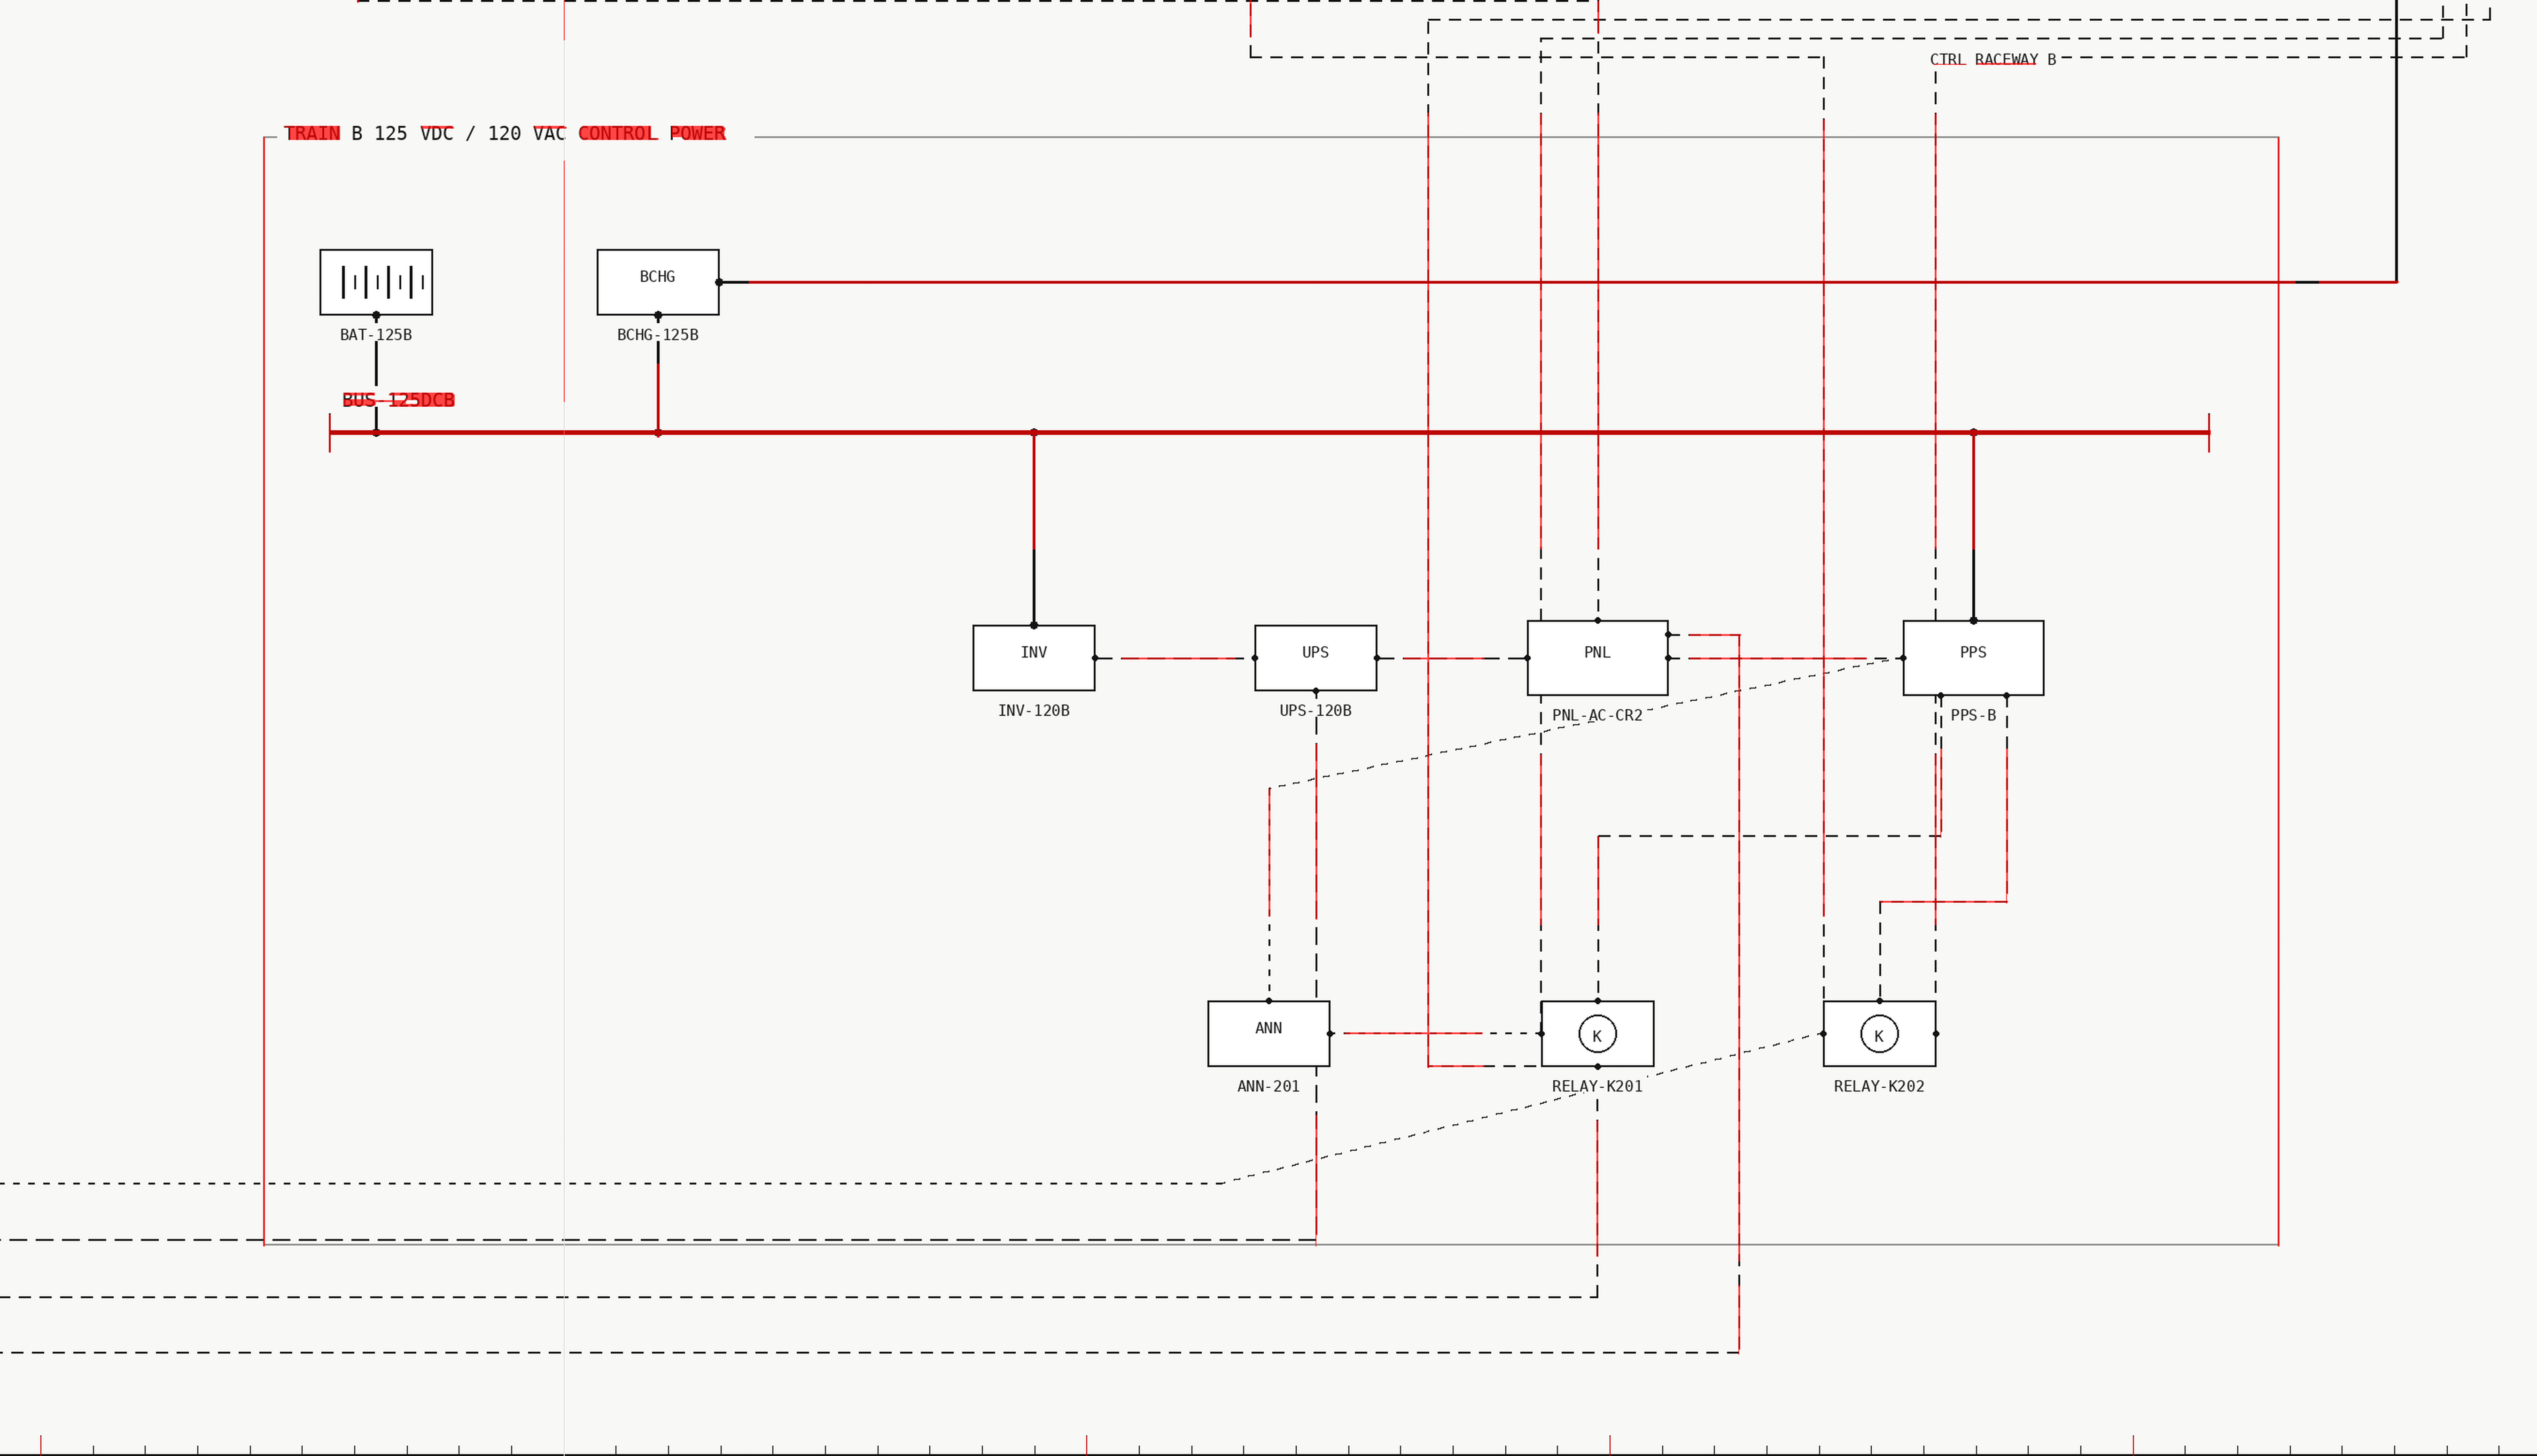 CTRL RACEWAY B
TRAIN B 125 VDC / 120 VAC CONTROL POWER
BCHG
BAT-125B
BCHG-125B
BUS-125DCB
INV
UPS
PNL
PPS
INV-120B
UPS-120B
PNL-AC-CR2
PPS-B
ANN
K
K
ANN-201
RELAY-K201
RELAY-K202